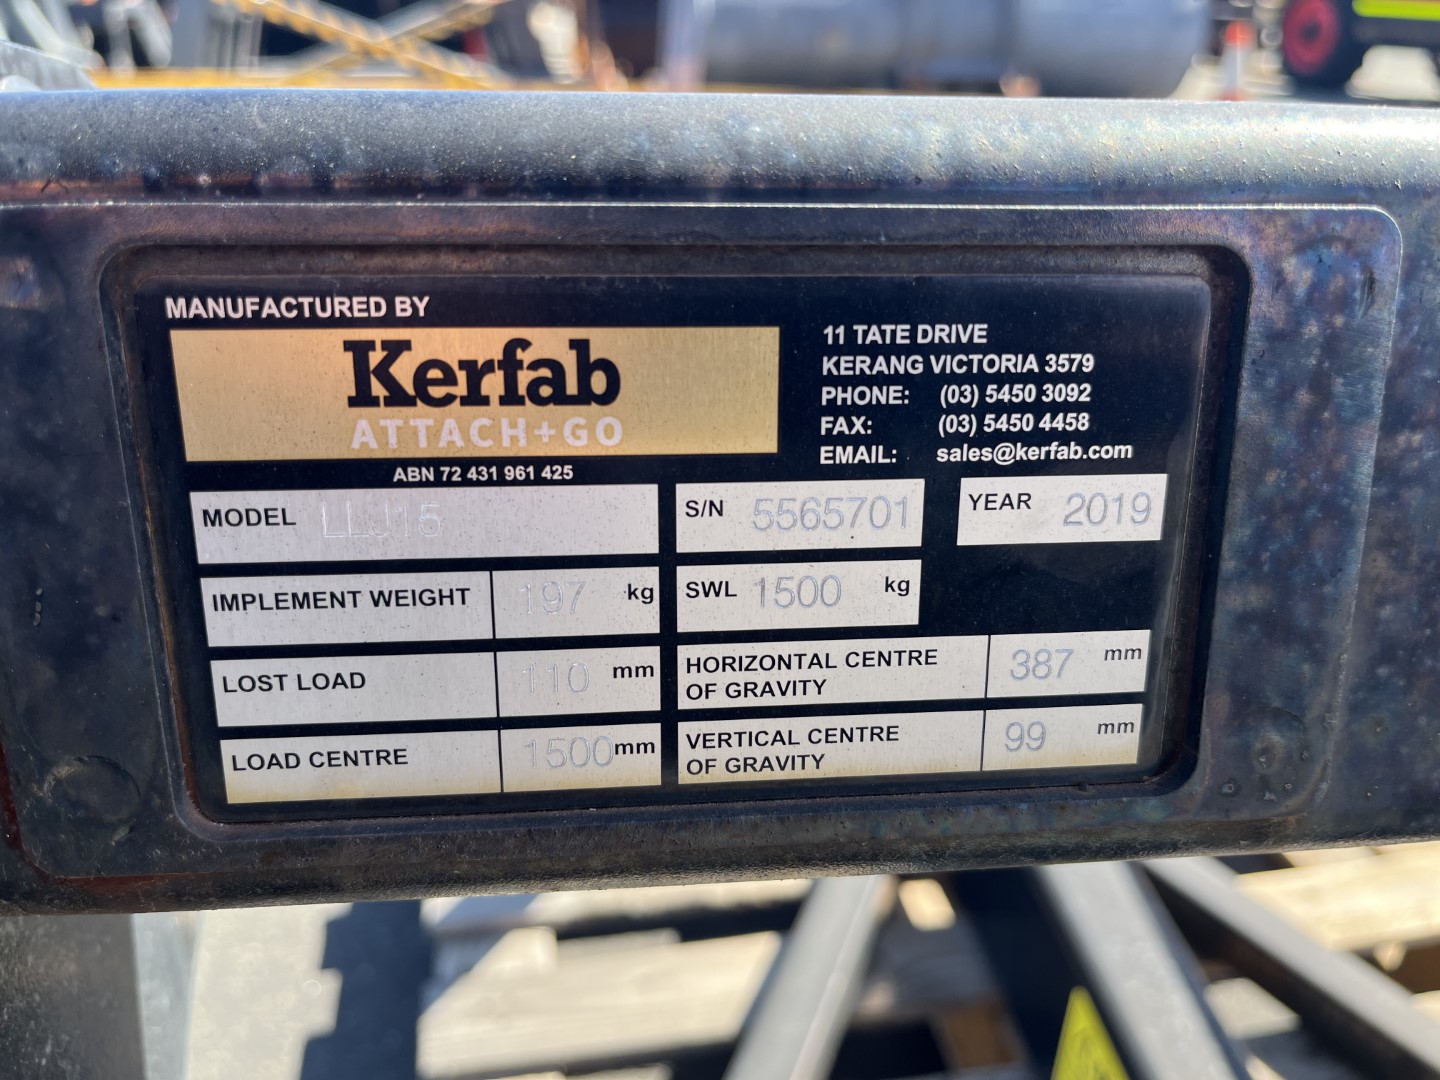 MANUFACTURED BY
Kerfab
ATTACH+GO
ABN 72 431 961 425
11 TATE DRIVE
KERANG VICTORIA 3579
PHONE: (03) 5450 3092
FAX: (03) 5450 4458
EMAIL: sales@kerfab.com
MODEL LLJ15
S/N 5565701
YEAR 2019
IMPLEMENT WEIGHT 197 kg
SWL 1500 kg
LOST LOAD 110 mm
HORIZONTAL CENTRE
OF GRAVITY 387 mm
LOAD CENTRE 1500 mm
VERTICAL CENTRE
OF GRAVITY 99 mm